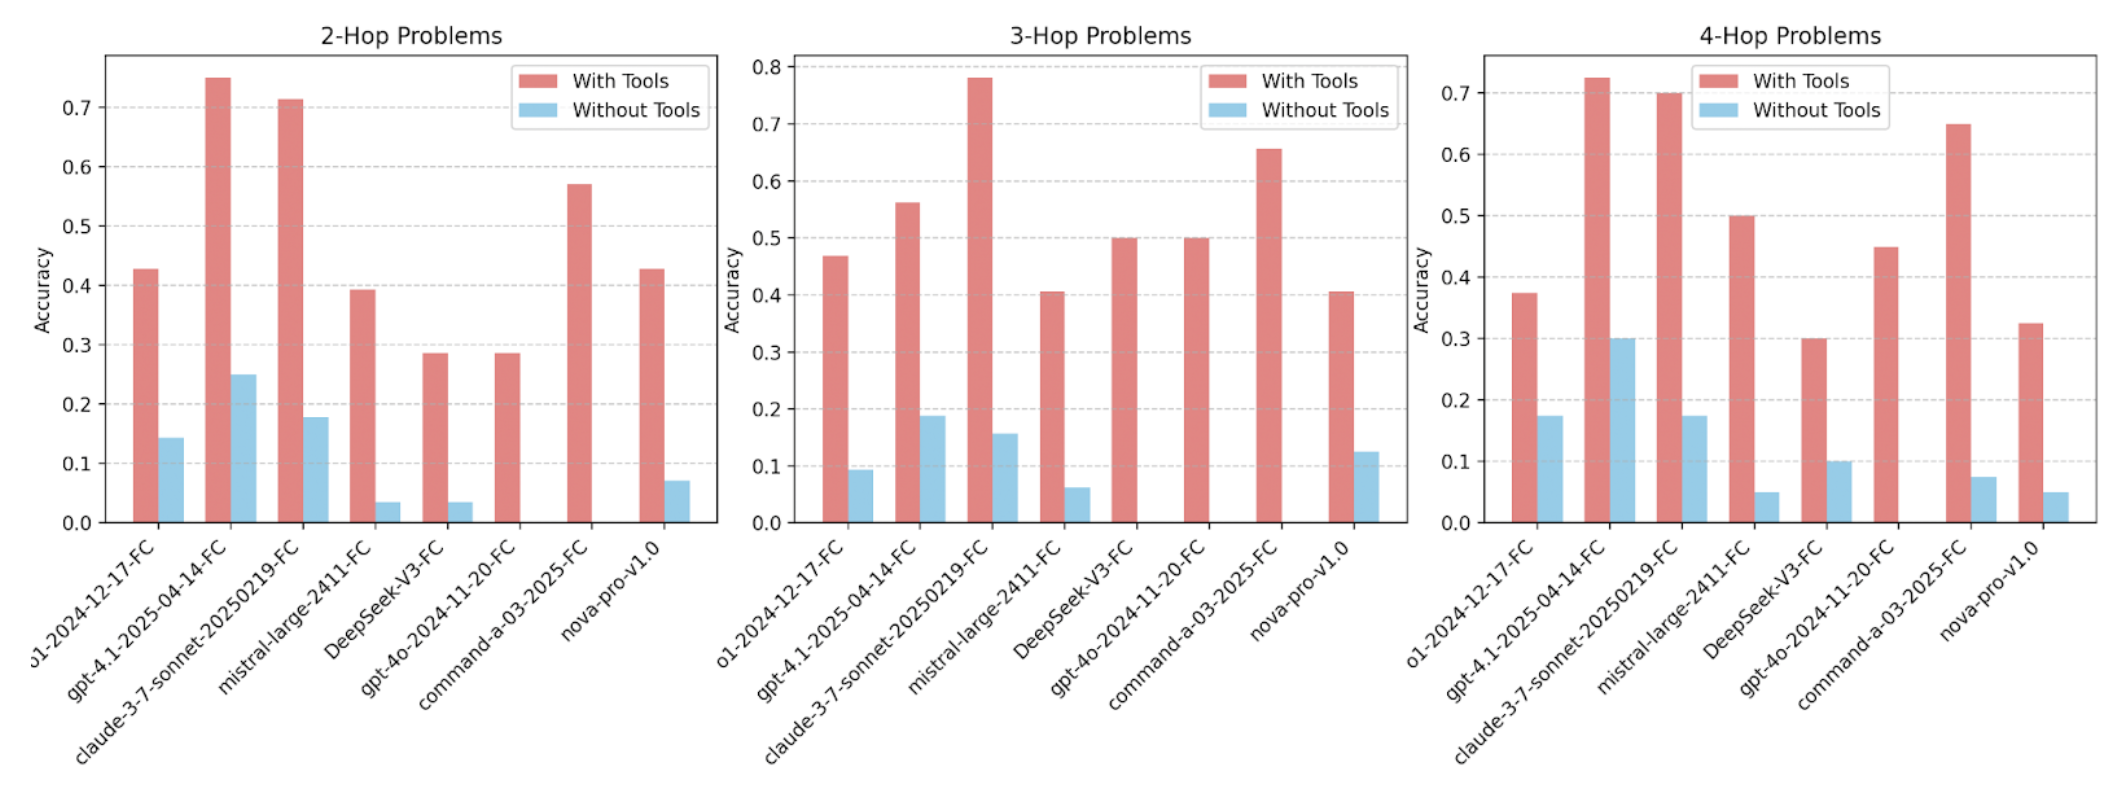 2-Hop Problems
With Tools
Without Tools
Accuracy
0.7
0.6
0.5
0.4
0.3
0.2
0.1
0.0
o1-2024-12-17-FC
gpt-4.1-2025-04-14-FC
claude-3-7-sonnet-20250219-FC
mistral-large-2411-FC
DeepSeek-V3-FC
gpt-4o-2024-11-20-FC
command-a-03-2025-FC
nova-pro-v1.0
3-Hop Problems
With Tools
Without Tools
Accuracy
0.8
0.7
0.6
0.5
0.4
0.3
0.2
0.1
0.0
o1-2024-12-17-FC
gpt-4.1-2025-04-14-FC
claude-3-7-sonnet-20250219-FC
mistral-large-2411-FC
DeepSeek-V3-FC
gpt-4o-2024-11-20-FC
command-a-03-2025-FC
nova-pro-v1.0
4-Hop Problems
With Tools
Without Tools
Accuracy
0.7
0.6
0.5
0.4
0.3
0.2
0.1
0.0
o1-2024-12-17-FC
gpt-4.1-2025-04-14-FC
claude-3-7-sonnet-20250219-FC
mistral-large-2411-FC
DeepSeek-V3-FC
gpt-4o-2024-11-20-FC
command-a-03-2025-FC
nova-pro-v1.0